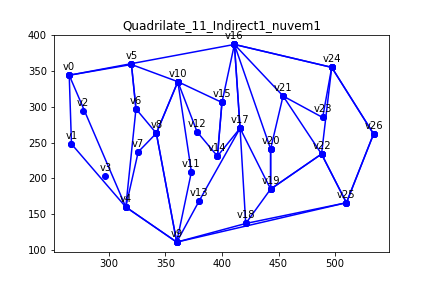 Quadrilate_11_Indirect1_nuvem1
v16
400
v5
v24
v0
350
v10
v21
v15
300
v2
v6
v23
v12
v17
v26
250
v8
v1
v7
v20
v14
v22
v11
200
v3
v19
v13
v4
v25
150
v18
v9
100
300
350
400
450
500